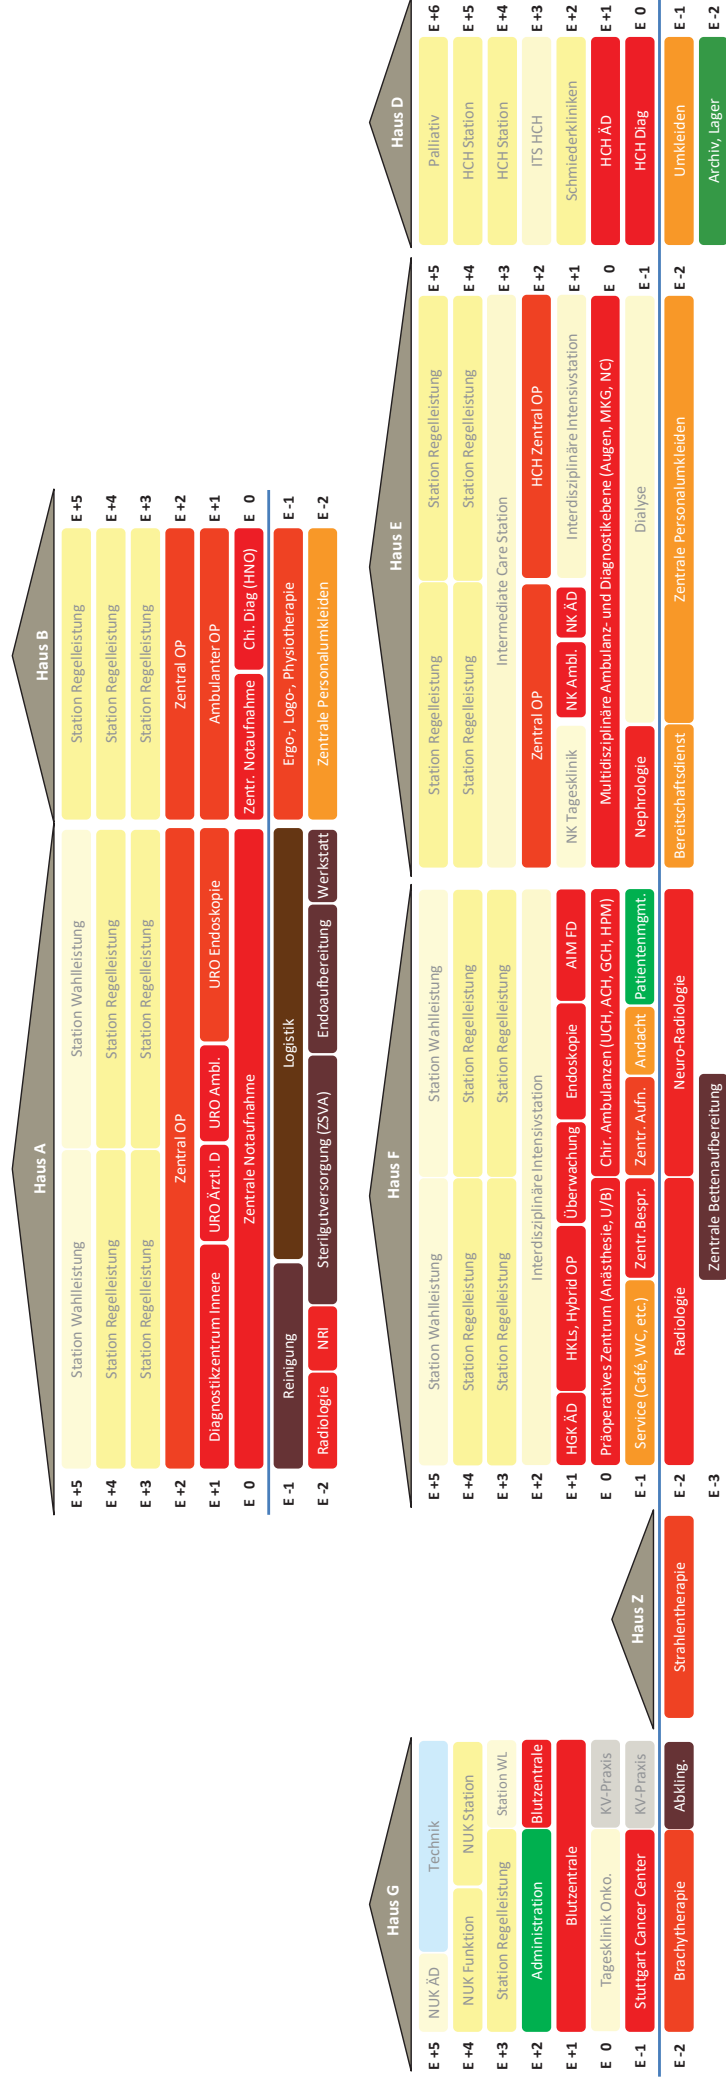 Haus A
Haus B
E +5 Station Wahlleistung Station Wahlleistung Station Regelleistung E +5
E +4 Station Regelleistung Station Regelleistung Station Regelleistung E +4
E +3 Station Regelleistung Station Regelleistung Station Regelleistung E +3
E +2 Zentral OP Zentral OP E +2
E +1 Diagnostikzentrum Innere URO Ärztl. D URO Ambl. URO Endoskopie Ambulanter OP E +1
E 0 Zentrale Notaufnahme Zentr. Notaufnahme Chi. Diag (HNO) E 0
E -1 Reinigung Logistik Ergo-, Logo-, Physiotherapie E -1
E -2 Radiologie NRI Sterilgutversorgung (ZSVA) Endoaufbereitung Werkstatt Zentrale Personalumkleiden E -2
Haus G
E +5 NUK ÄD Technik
E +4 NUK Funktion NUK Station
E +3 Station Regelleistung Station WL
E +2 Administration Blutzentrale
E +1 Blutzentrale
E 0 Tagesklinik Onko. KV-Praxis
E -1 Stuttgart Cancer Center KV-Praxis
E -2 Brachytherapie Abkling.
Haus Z
Strahlentherapie
Haus F
E +5 Station Wahlleistung Station Wahlleistung
E +4 Station Regelleistung Station Regelleistung
E +3 Station Regelleistung Station Regelleistung
E +2 Interdisziplinäre Intensivstation
E +1 HGK ÄD HKLs, Hybrid OP Überwachung Endoskopie AIM FD
E 0 Präoperatives Zentrum (Anästhesie, U/B) Chir. Ambulanzen (UCH, ACH, GCH, HPM)
E -1 Service (Café, WC, etc.) Zentr.Bespr. Zentr. Aufn. Andacht Patientenmgmt.
E -2 Radiologie Neuro-Radiologie
E -3 Zentrale Bettenaufbereitung
Haus E
Station Regelleistung Station Regelleistung E +5
Station Regelleistung Station Regelleistung E +4
Intermediate Care Station E +3
Zentral OP HCH Zentral OP E +2
NK Tagesklinik NK Ambl. NK ÄD Interdisziplinäre Intensivstation E +1
Multidisziplinäre Ambulanz- und Diagnostikebene (Augen, MKG, NC) E 0
Nephrologie Dialyse E -1
Bereitschaftsdienst Zentrale Personalumkleiden E -2
Haus D
Palliativ E +6
HCH Station E +5
HCH Station E +4
ITS HCH E +3
Schmiederkliniken E +2
HCH ÄD E +1
HCH Diag E 0
Umkleiden E -1
Archiv, Lager E -2